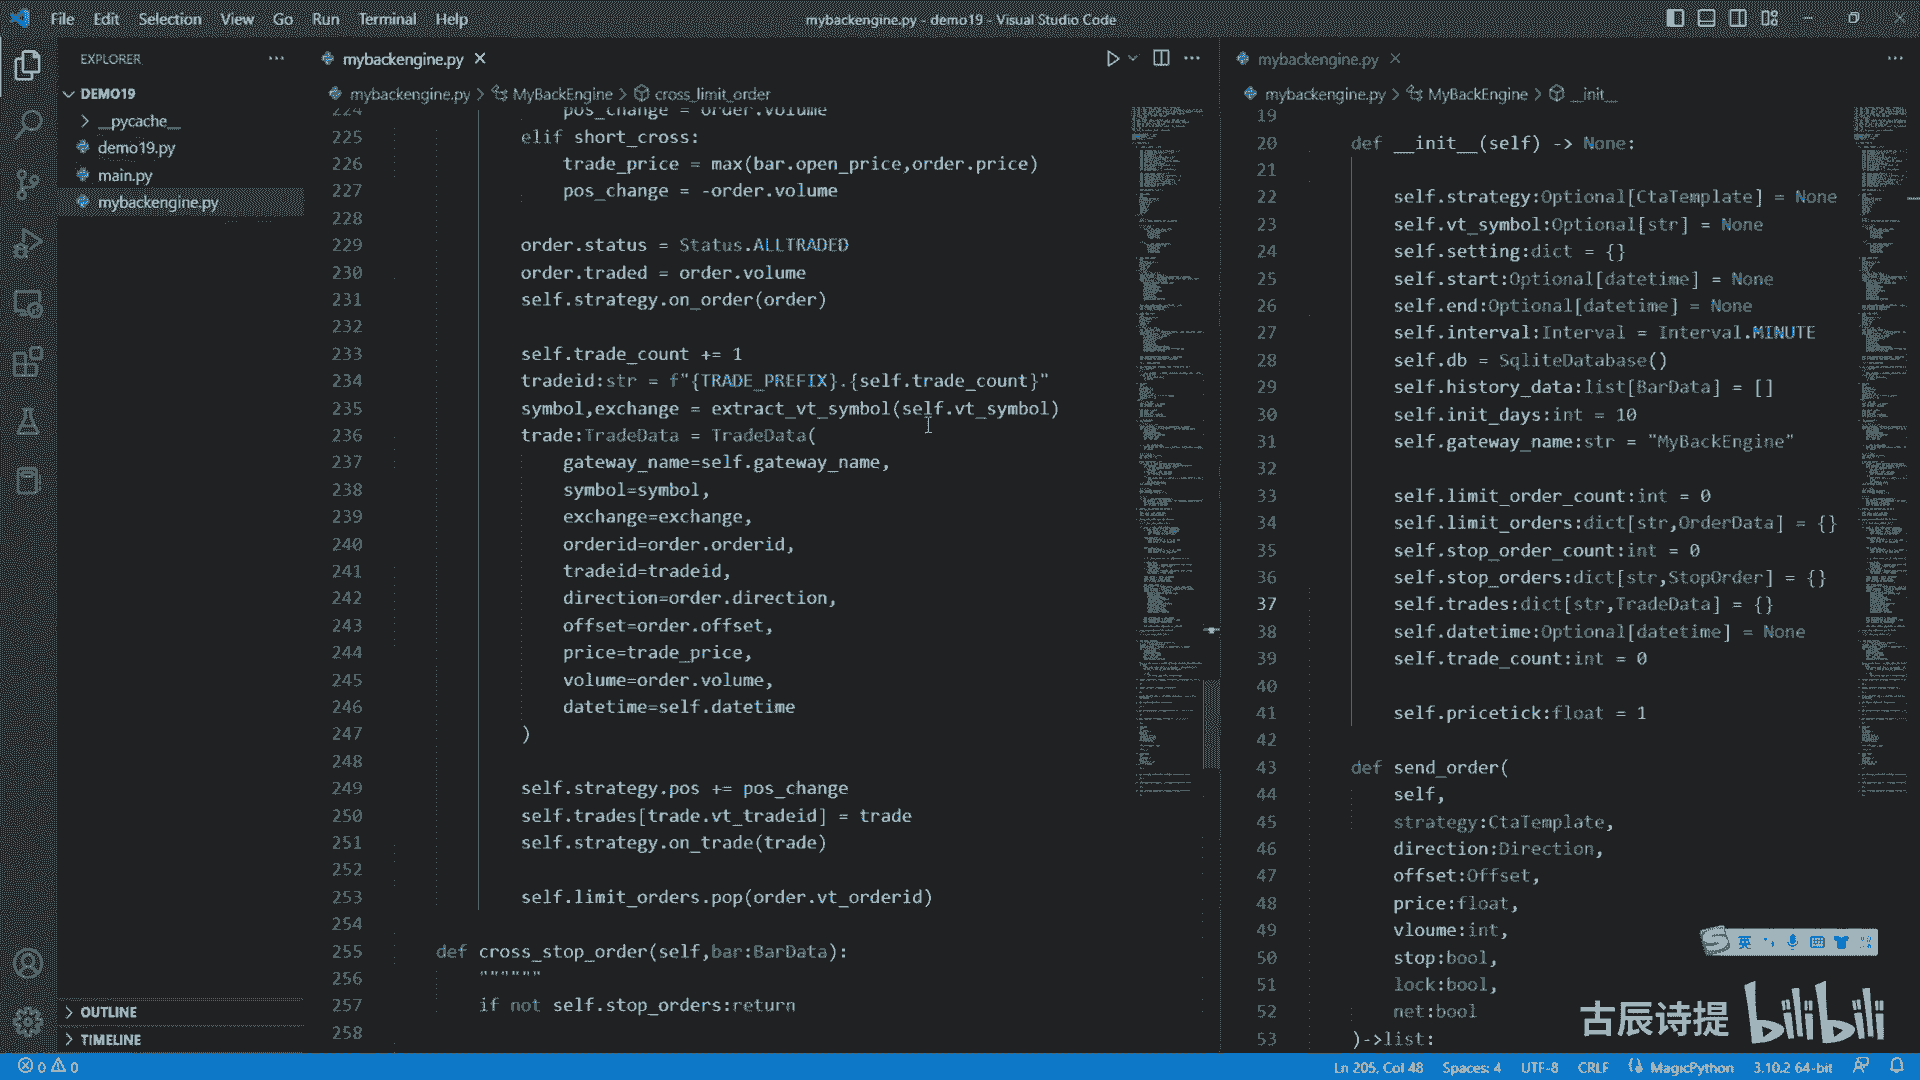 File Edit Selection View Go Run Terminal Help
mybackengine.py - demo19 - Visual Studio Code
EXPLORER
DEMO19
__pycache__
demo19.py
main.py
mybackengine.py
OUTLINE
TIMELINE
mybackengine.py
mybackengine.py > MyBackEngine > cross_limit_order
224 pos_change = order.volume
225 elif short_cross:
226 trade_price = max(bar.open_price,order.price)
227 pos_change = -order.volume
228
229 order.status = Status.ALLTRADED
230 order.traded = order.volume
231 self.strategy.on_order(order)
232
233 self.trade_count += 1
234 tradeid:str = f"{TRADE_PREFIX}.{self.trade_count}"
235 symbol,exchange = extract_vt_symbol(self.vt_symbol)
236 trade:TradeData = TradeData(
237 gateway_name=self.gateway_name,
238 symbol=symbol,
239 exchange=exchange,
240 orderid=order.orderid,
241 tradeid=tradeid,
242 direction=order.direction,
243 offset=order.offset,
244 price=trade_price,
245 volume=order.volume,
246 datetime=self.datetime
247 )
248
249 self.strategy.pos += pos_change
250 self.trades[trade.vt_tradeid] = trade
251 self.strategy.on_trade(trade)
252
253 self.limit_orders.pop(order.vt_orderid)
254
255 def cross_stop_order(self,bar:BarData):
256 """"""
257 if not self.stop_orders:return
258
mybackengine.py
mybackengine.py > MyBackEngine > __init__
19
20 def __init__(self) -> None:
21
22 self.strategy:Optional[CtaTemplate] = None
23 self.vt_symbol:Optional[str] = None
24 self.setting:dict = {}
25 self.start:Optional[datetime] = None
26 self.end:Optional[datetime] = None
27 self.interval:Interval = Interval.MINUTE
28 self.db = SqliteDatabase()
29 self.history_data:list[BarData] = []
30 self.init_days:int = 10
31 self.gateway_name:str = "MyBackEngine"
32
33 self.limit_order_count:int = 0
34 self.limit_orders:dict[str,OrderData] = {}
35 self.stop_order_count:int = 0
36 self.stop_orders:dict[str,StopOrder] = {}
37 self.trades:dict[str,TradeData] = {}
38 self.datetime:Optional[datetime] = None
39 self.trade_count:int = 0
40
41 self.pricetick:float = 1
42
43 def send_order(
44 self,
45 strategy:CtaTemplate,
46 direction:Direction,
47 offset:Offset,
48 price:float,
49 vloume:int,
50 stop:bool,
51 lock:bool,
52 net:bool
53 )->list:
英
古辰诗提 bilibili
0 0
Ln 205, Col 48 Spaces: 4 UTF-8 CRLF MagicPython 3.10.2 64-bit